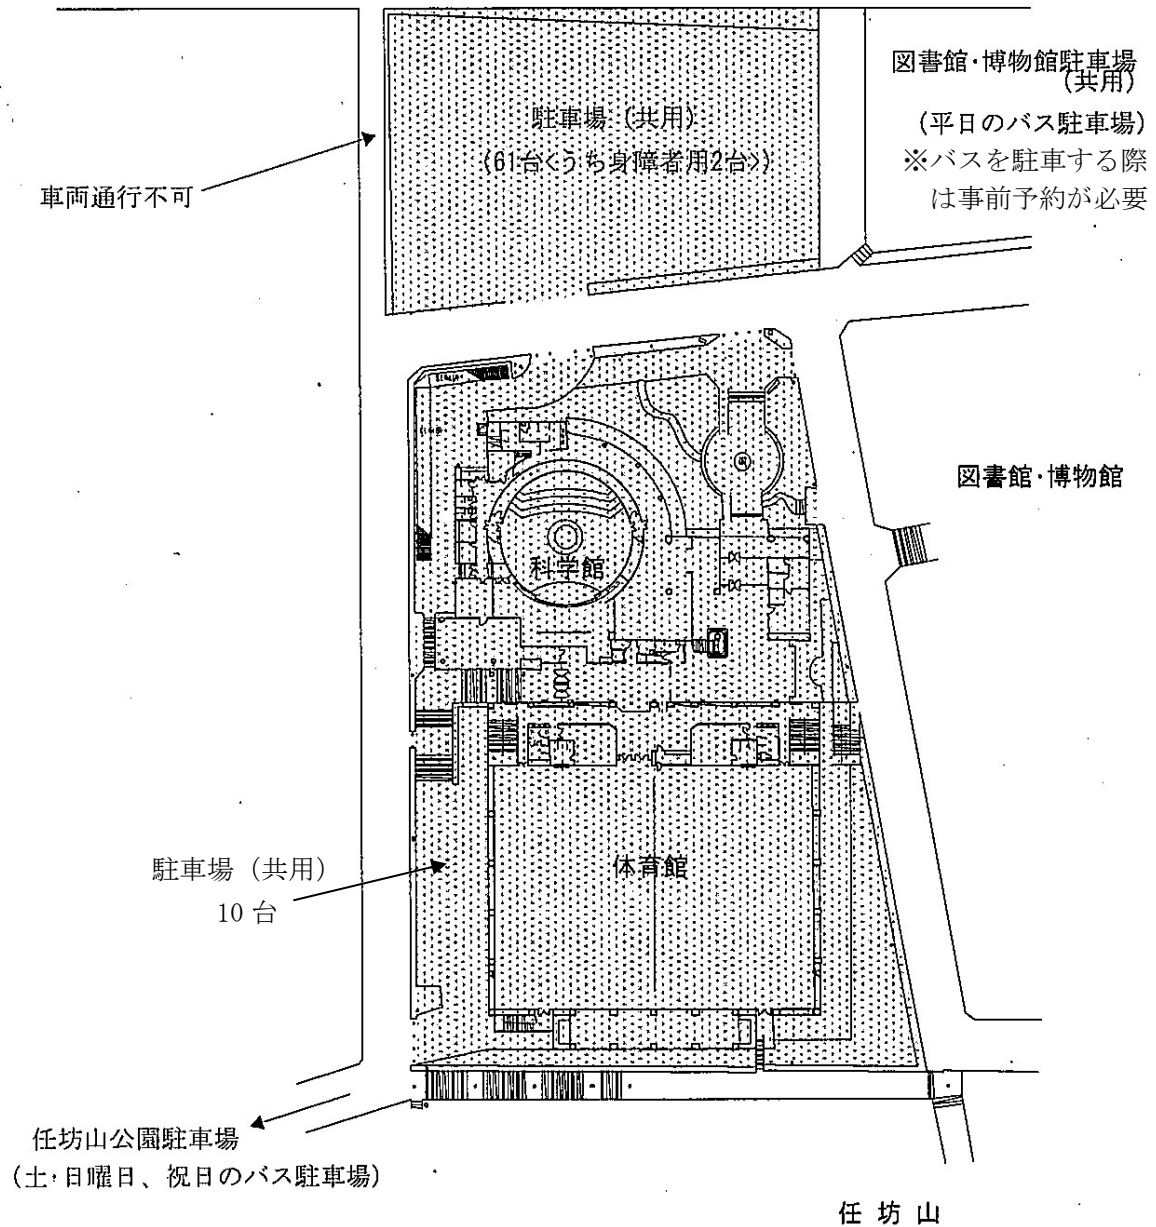 図書館・博物館駐車場
(共用)
(平日のバス駐車場)
※バスを駐車する際
は事前予約が必要
駐車場（共用）
(61台<うち身障者用2台>)
車両通行不可
図書館・博物館
科学館
体育館
駐車場（共用）
10 台
任坊山公園駐車場
(土・日曜日、祝日のバス駐車場)
任 坊 山